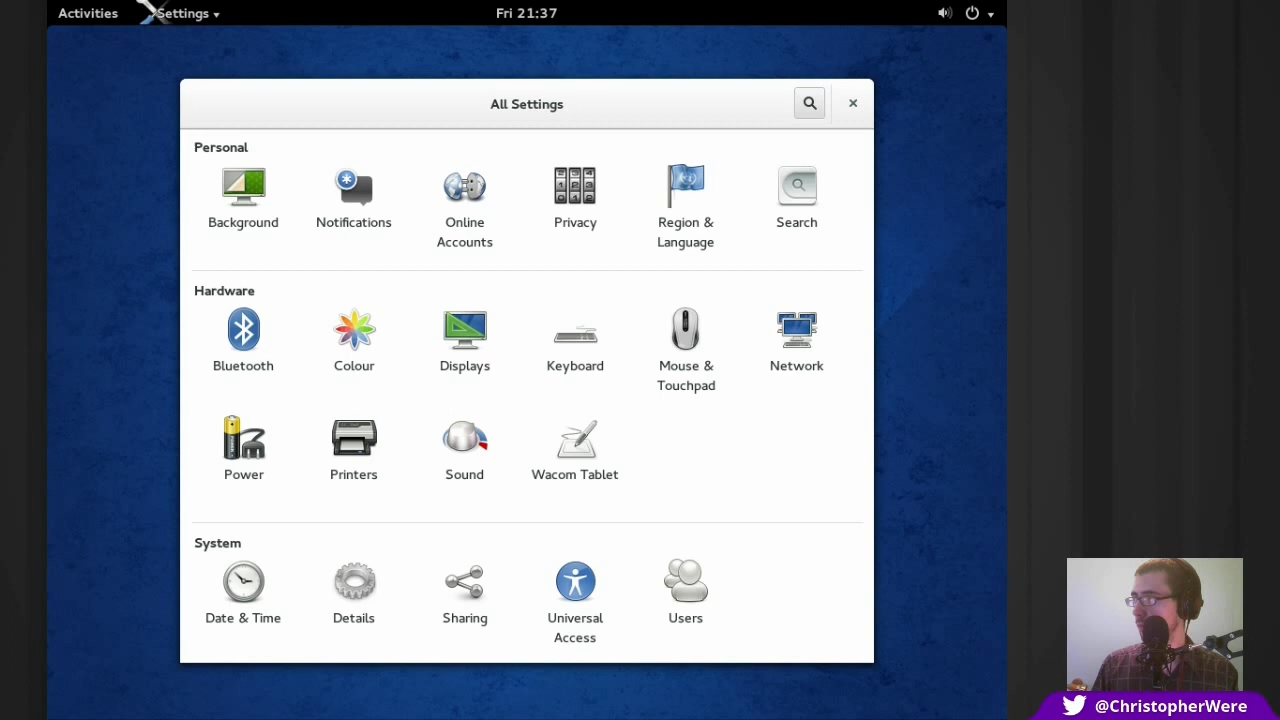 Activities Settings Fri 21:37
All Settings
Personal
Background Notifications Online Accounts Privacy Region & Language Search
Hardware
Bluetooth Colour Displays Keyboard Mouse & Touchpad Network
Power Printers Sound Wacom Tablet
System
Date & Time Details Sharing Universal Access Users
@ChristopherWere